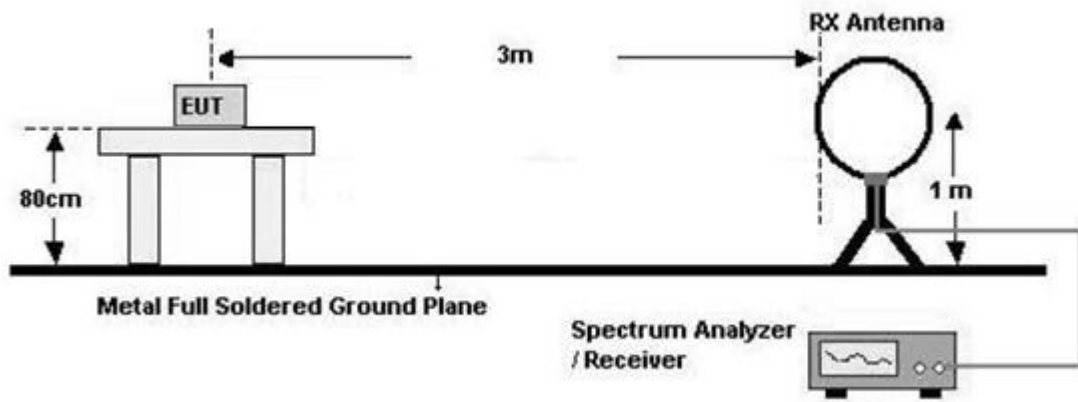 RX Antenna
3m
EUT
80cm
1 m
Metal Full Soldered Ground Plane
Spectrum Analyzer
/ Receiver